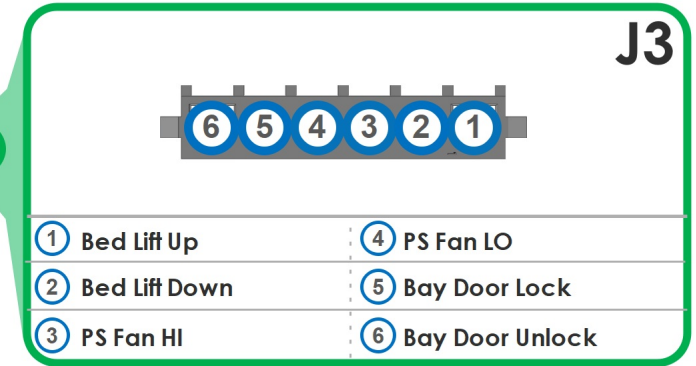 J3
6 5 4 3 2 1
1 Bed Lift Up
4 PS Fan LO
2 Bed Lift Down
5 Bay Door Lock
3 PS Fan HI
6 Bay Door Unlock